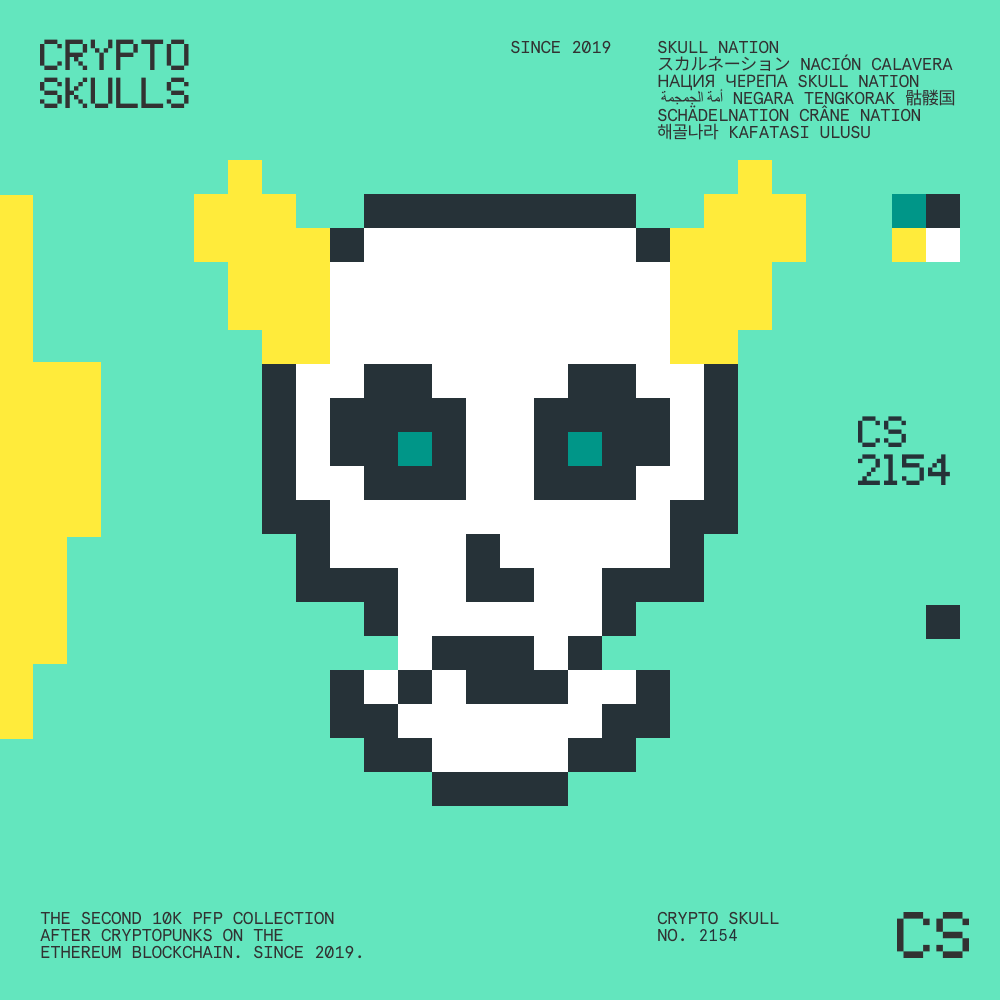 CRYPTO
SKULLS
SINCE 2019
SKULL NATION
スカルネーション NACIÓN CALAVERA
НАЦИЯ ЧЕРЕПА SKULL NATION
أمة الجمجمة NEGARA TENGKORAK 骷髅国
SCHÄDELNATION CRÂNE NATION
해골나라 KAFATASI ULUSU
CS
2154
THE SECOND 10K PFP COLLECTION
AFTER CRYPTOPUNKS ON THE
ETHEREUM BLOCKCHAIN. SINCE 2019.
CRYPTO SKULL
NO. 2154
CS